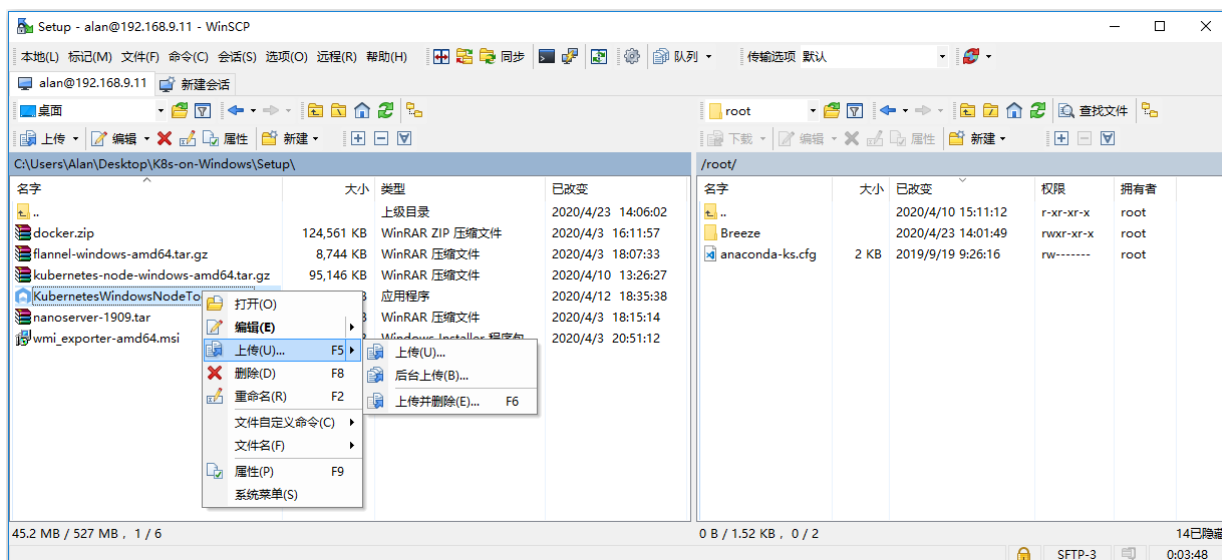 Setup - alan@192.168.9.11 - WinSCP
本地(L) 标记(M) 文件(F) 命令(C) 会话(S) 选项(O) 远程(R) 帮助(H) 同步 队列 传输选项 默认
alan@192.168.9.11 新建会话
桌面 root 查找文件
上传 编辑 属性 新建 下载 编辑 属性 新建
C:\Users\Alan\Desktop\K8s-on-Windows\Setup\ /root/
名字 大小 类型 已改变 名字 大小 已改变 权限 拥有者
.. 上级目录 2020/4/23 14:06:02 .. 2020/4/10 15:11:12 r-xr-xr-x root
docker.zip 124,561 KB WinRAR ZIP 压缩文件 2020/4/3 16:11:57 Breeze 2020/4/23 14:01:49 rwxr-xr-x root
flannel-windows-amd64.tar.gz 8,744 KB WinRAR 压缩文件 2020/4/3 18:07:33 anaconda-ks.cfg 2 KB 2019/9/19 9:26:16 rw------- root
kubernetes-node-windows-amd64.tar.gz 95,146 KB WinRAR 压缩文件 2020/4/10 13:26:27
KubernetesWindowsNodeTo 应用程序 2020/4/12 18:35:38
nanoserver-1909.tar WinRAR 压缩文件 2020/4/3 18:15:14
wmi_exporter-amd64.msi Windows Installer 程序包 2020/4/3 20:51:12
打开(O)
编辑(E)
上传(U)... F5
删除(D) F8
重命名(R) F2
文件自定义命令(C)
文件名(F)
属性(P) F9
系统菜单(S)
上传(U)...
后台上传(B)...
上传并删除(E)... F6
45.2 MB / 527 MB， 1 / 6 0 B / 1.52 KB， 0 / 2 14已隐藏
SFTP-3 0:03:48